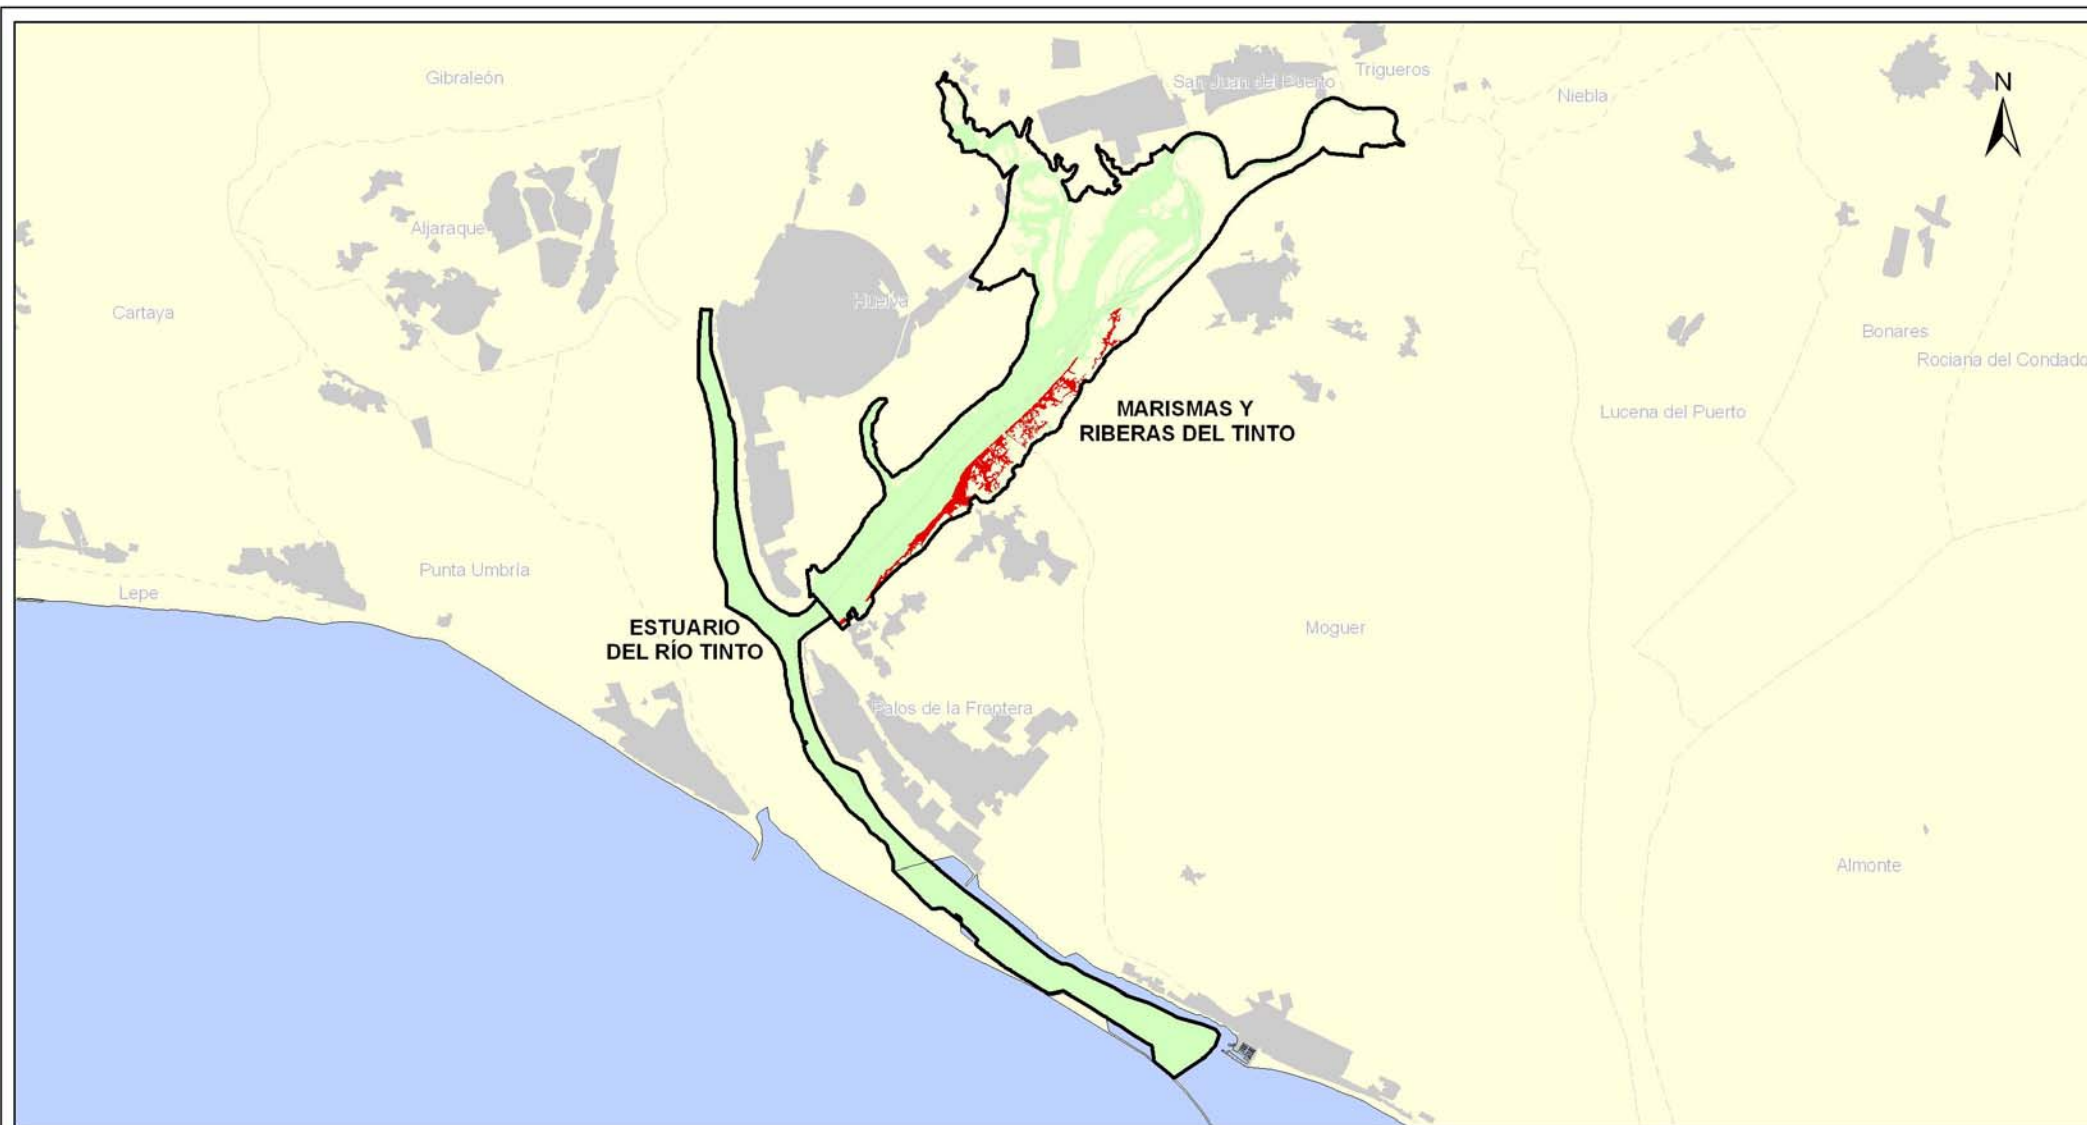 Gibraleón
San Juan del Puerto
Trigueros
Niebla
N
Aljaraque
Huelva
Cartaya
Bonares
Rociana del Condado
MARISMAS Y
RIBERAS DEL TINTO
Lucena del Puerto
Punta Umbría
Lepe
ESTUARIO
DEL RÍO TINTO
Moguer
Palos de la Frontera
Almonte